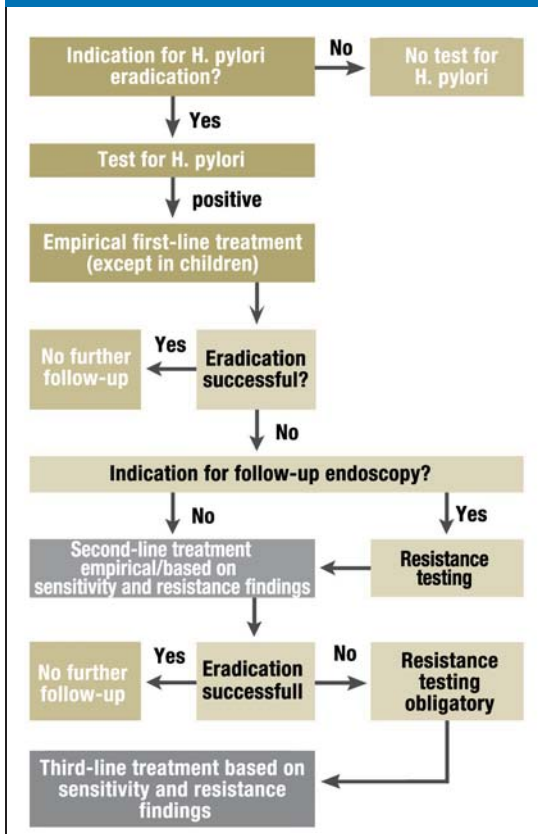 Indication for H. pylori
eradication?
No
No test for
H. pylori
Yes
Test for H. pylori
positive
Empirical first-line treatment
(except in children)
No further
follow-up
Yes
Eradication
successful?
No
Indication for follow-up endoscopy?
No
Yes
Second-line treatment
empirical/based on
sensitivity and resistance findings
Resistance
testing
No further
follow-up
Yes
Eradication
successfull
No
Resistance
testing
obligatory
Third-line treatment based on
sensitivity and resistance
findings